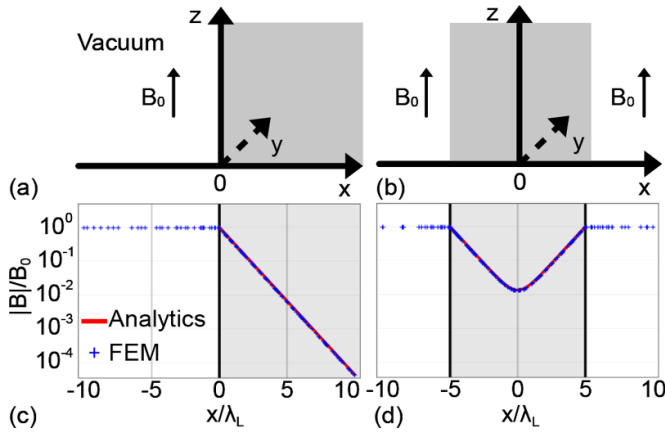 z
Vacuum
B₀
y
0
x
(a)
z
B₀
B₀
y
0
x
(b)
|B|/B₀
10⁰
10⁻¹
10⁻²
10⁻³
10⁻⁴
Analytics
FEM
-10 -5 0 5 10
x/λL
(c)
-10 -5 0 5 10
x/λL
(d)